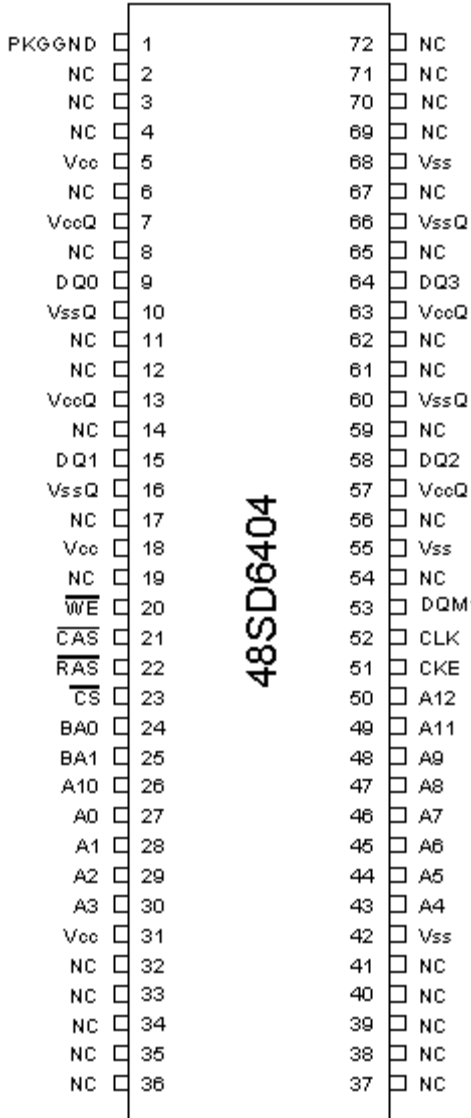 PKGGND 1 72 NC
NC 2 71 NC
NC 3 70 NC
NC 4 69 NC
Vcc 5 68 Vss
NC 6 67 NC
VccQ 7 66 VssQ
NC 8 65 NC
DQ0 9 64 DQ3
VssQ 10 63 VccQ
NC 11 62 NC
NC 12 61 NC
VccQ 13 60 VssQ
NC 14 59 NC
DQ1 15 58 DQ2
VssQ 16 57 VccQ
NC 17 56 NC
Vcc 18 55 Vss
NC 19 54 NC
W̅E̅ 20 53 DQM
C̅A̅S̅ 21 52 CLK
R̅A̅S̅ 22 51 CKE
C̅S̅ 23 50 A12
BA0 24 49 A11
BA1 25 48 A9
A10 26 47 A8
A0 27 46 A7
A1 28 45 A6
A2 29 44 A5
A3 30 43 A4
Vcc 31 42 Vss
NC 32 41 NC
NC 33 40 NC
NC 34 39 NC
NC 35 38 NC
NC 36 37 NC
48SD6404